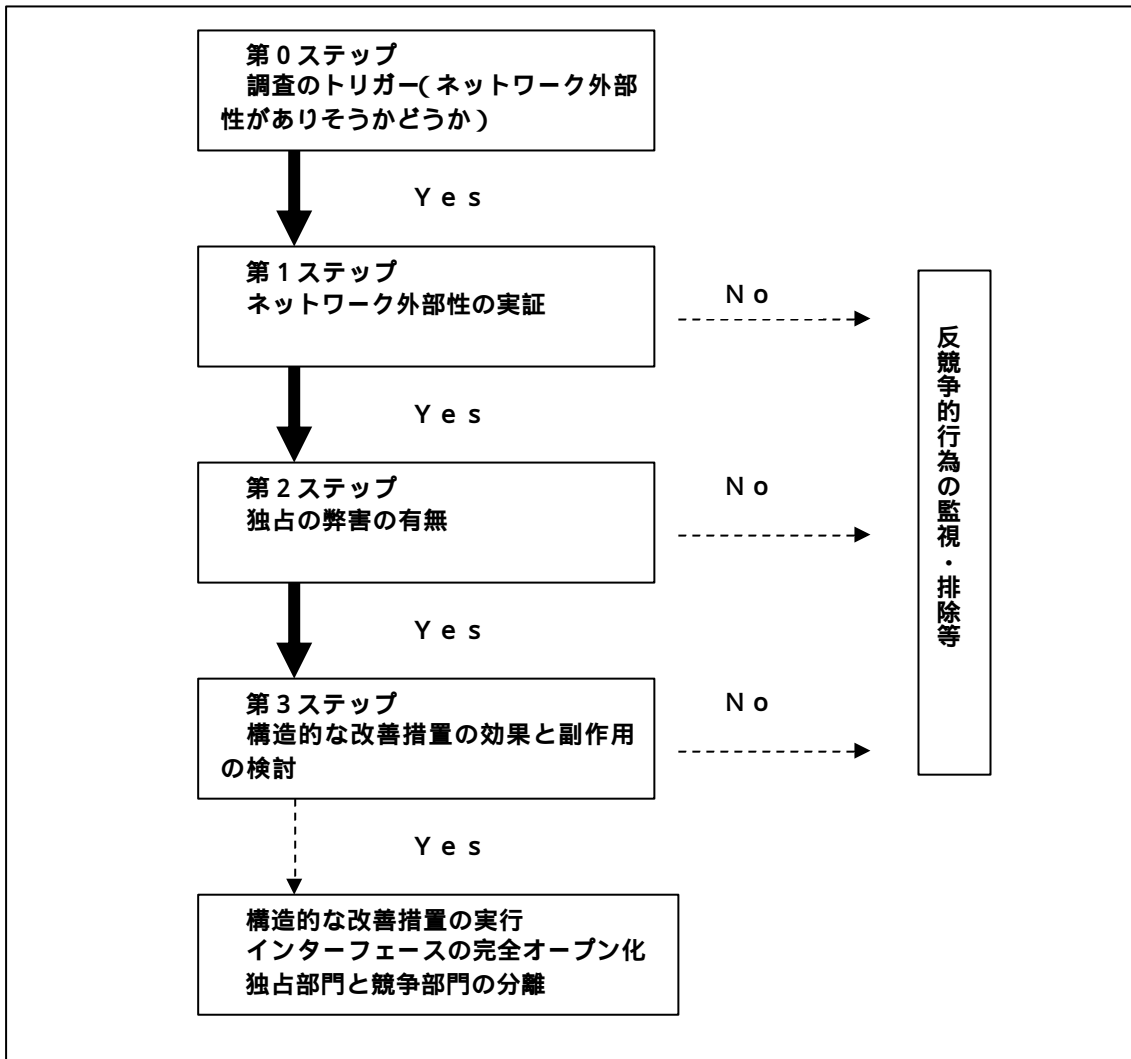 第０ステップ
調査のトリガー（ネットワーク外部
性がありそうかどうか）
Ｙｅｓ
第１ステップ
ネットワーク外部性の実証
Ｎｏ
Ｙｅｓ
第２ステップ
独占の弊害の有無
Ｎｏ
Ｙｅｓ
第３ステップ
構造的な改善措置の効果と副作用
の検討
Ｎｏ
Ｙｅｓ
構造的な改善措置の実行
インターフェースの完全オープン化
独占部門と競争部門の分離
反競争的行為の監視・排除等